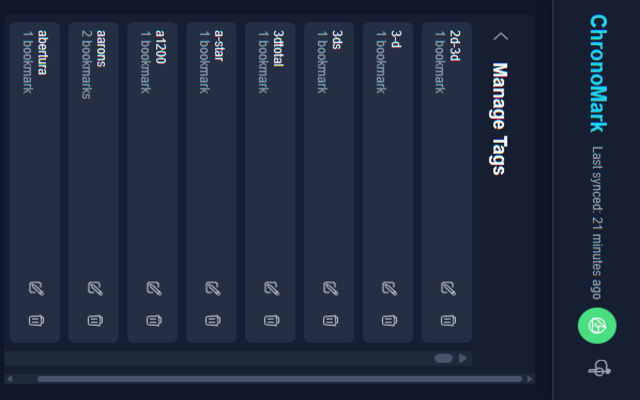 ChronoMark
Last synced: 21 minutes ago
Manage Tags
2d-3d
1 bookmark
3-d
1 bookmark
3ds
1 bookmark
3dtotal
1 bookmark
a-star
1 bookmark
a1200
1 bookmark
aarons
2 bookmarks
abertura
1 bookmark